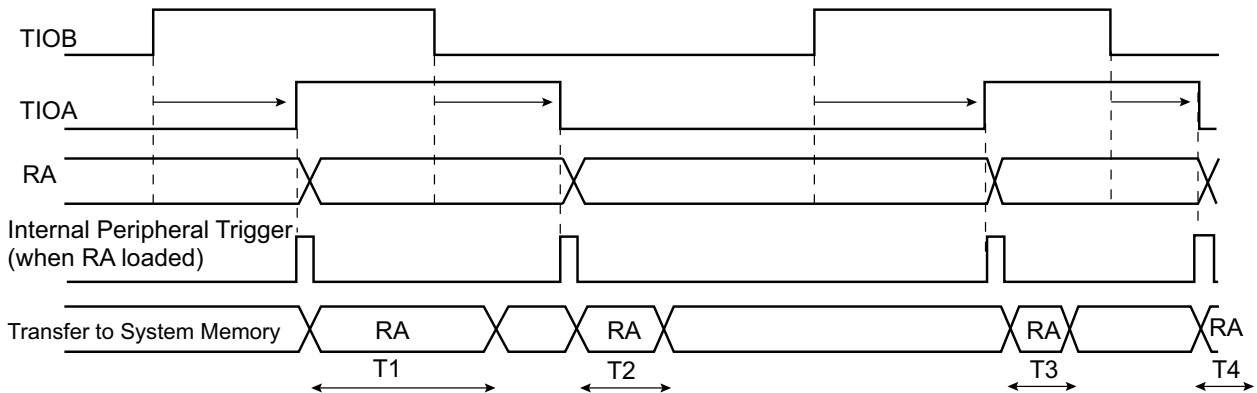 TIOB
TIOA
RA
Internal Peripheral Trigger
(when RA loaded)
Transfer to System Memory RA RA RA RA
T1 T2 T3 T4